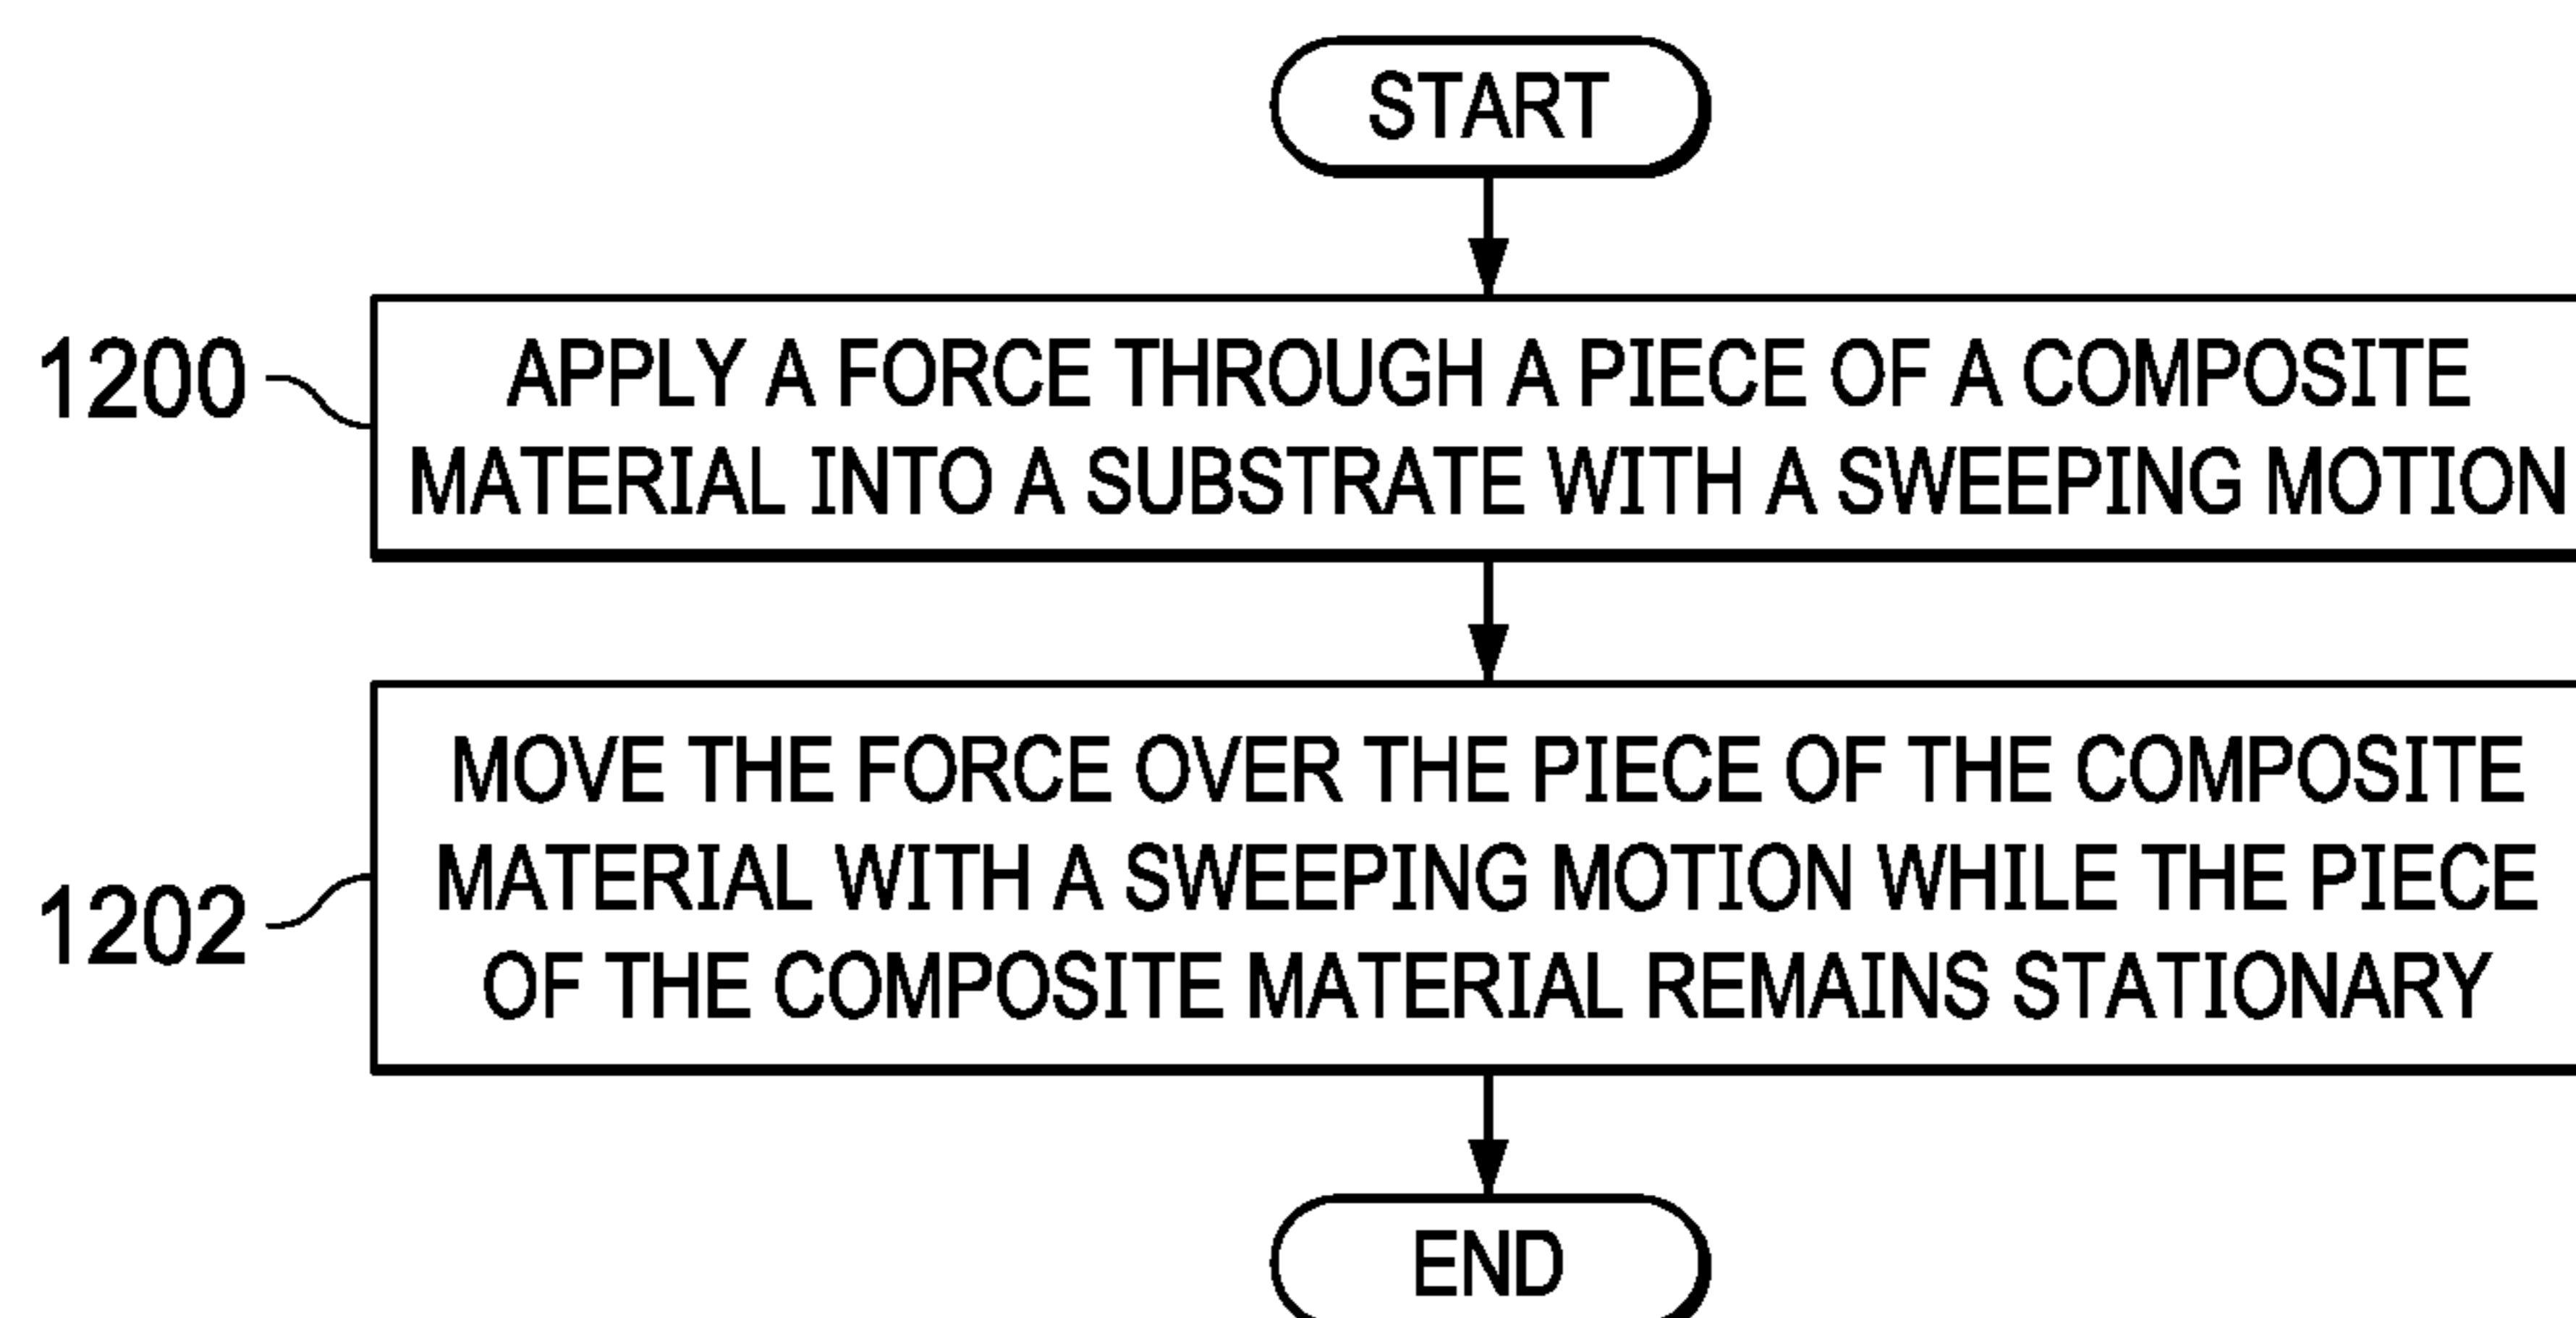 START
1200
APPLY A FORCE THROUGH A PIECE OF A COMPOSITE
MATERIAL INTO A SUBSTRATE WITH A SWEEPING MOTION
1202
MOVE THE FORCE OVER THE PIECE OF THE COMPOSITE
MATERIAL WITH A SWEEPING MOTION WHILE THE PIECE
OF THE COMPOSITE MATERIAL REMAINS STATIONARY
END